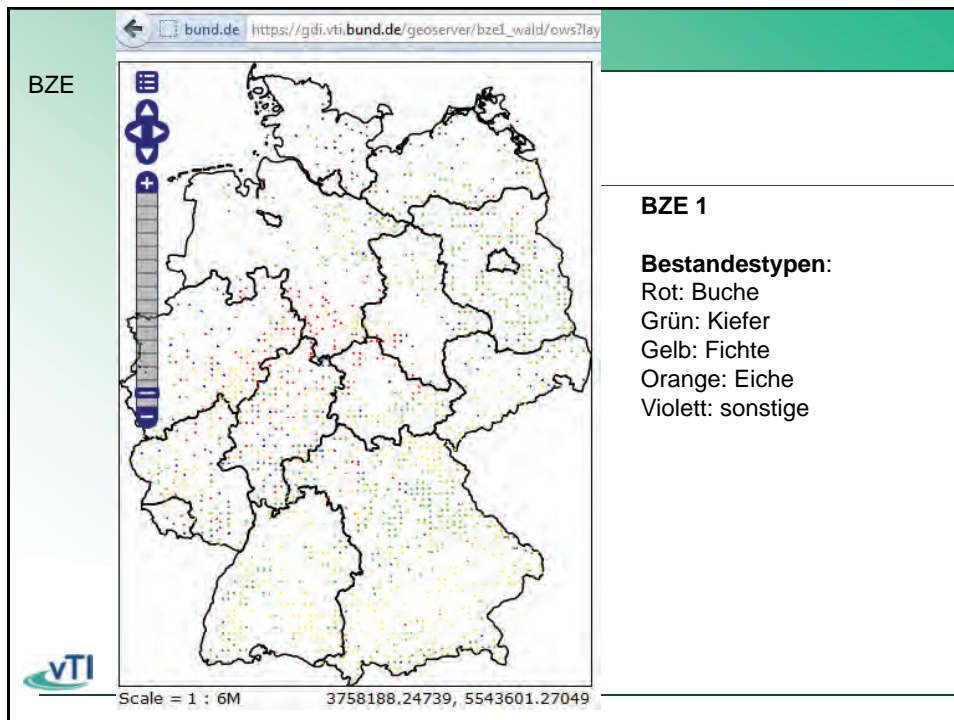 bund.de https://gdi.vti.bund.de/geoserver/bze1_wald/ows?lay
BZE
BZE 1
Bestandestypen:
Rot: Buche
Grün: Kiefer
Gelb: Fichte
Orange: Eiche
Violett: sonstige
vTI
Scale = 1 : 6M 3758188.24739, 5543601.27049